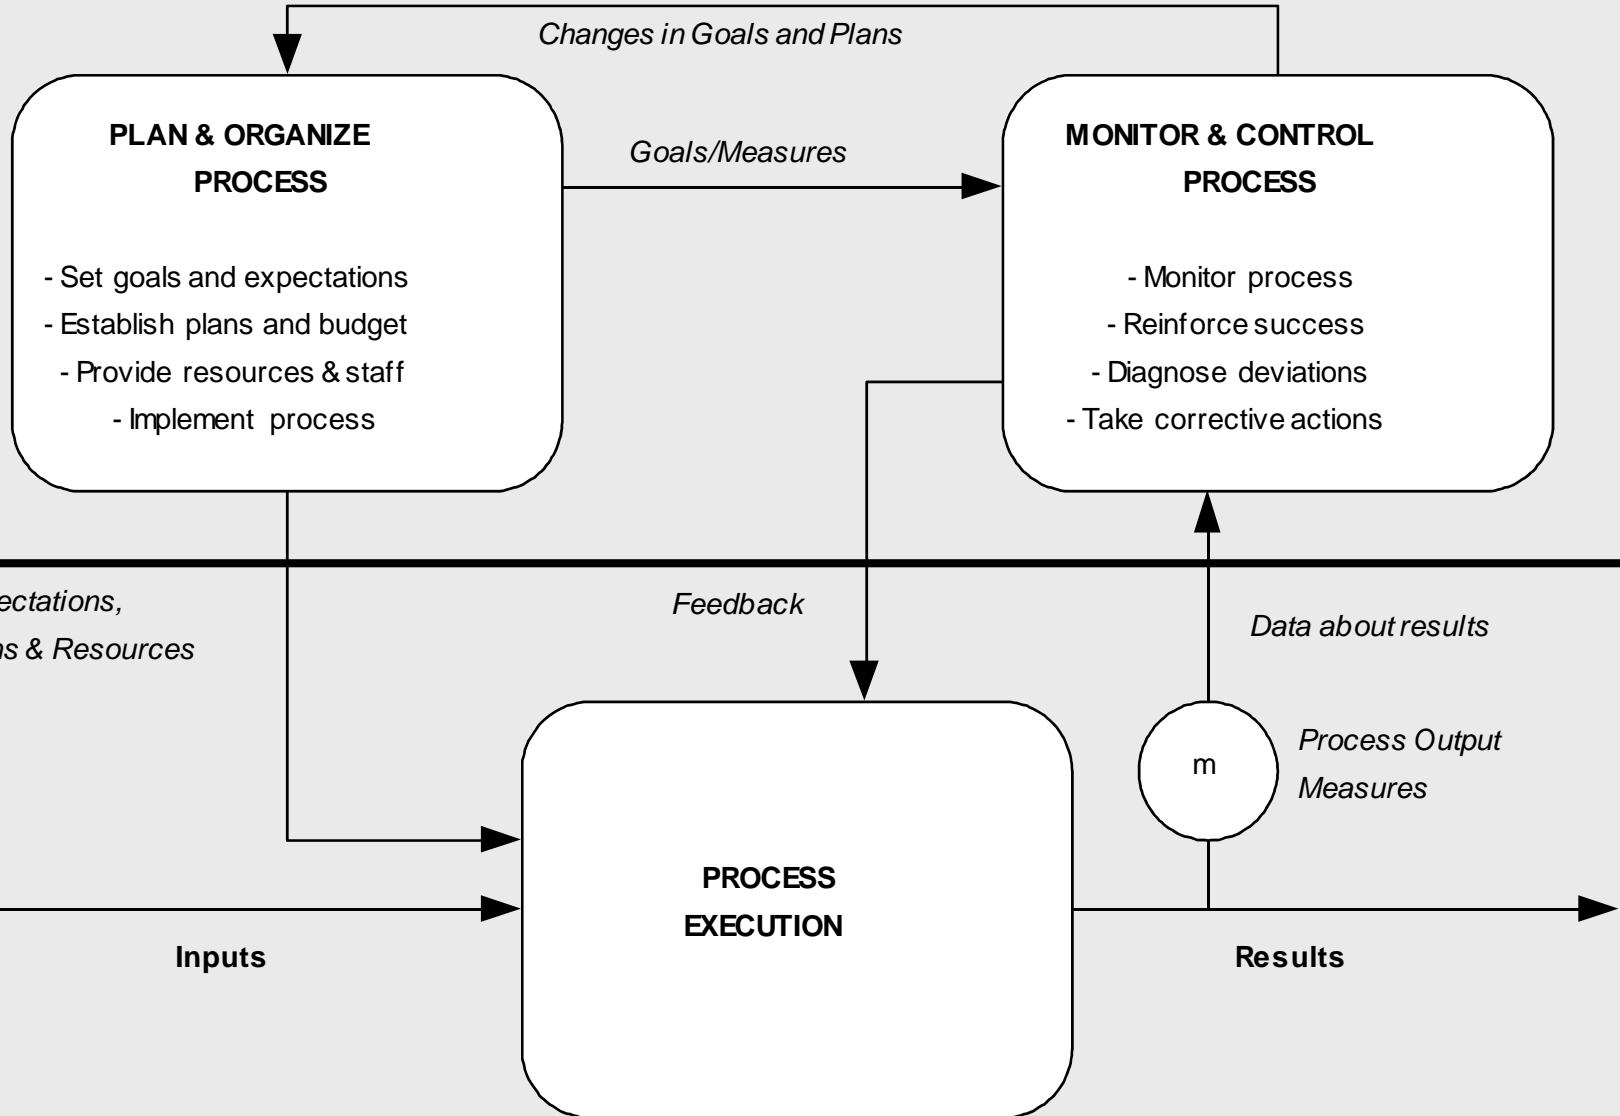 Changes in Goals and Plans
PLAN & ORGANIZE
PROCESS
- Set goals and expectations
- Establish plans and budget
- Provide resources & staff
- Implement process
Goals/Measures
MONITOR & CONTROL
PROCESS
- Monitor process
- Reinforce success
- Diagnose deviations
- Take corrective actions
ectations,
& Resources
Feedback
Data about results
m
Process Output
Measures
PROCESS
EXECUTION
Inputs
Results